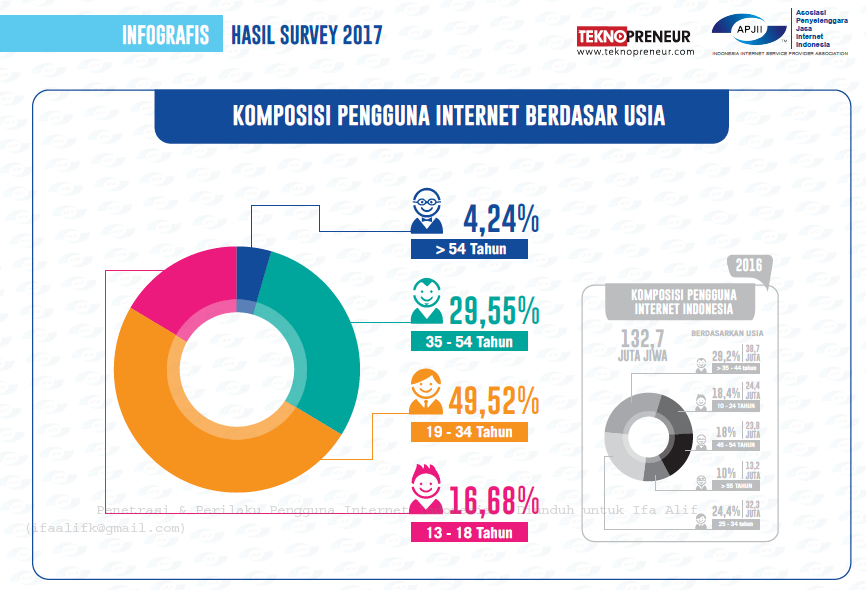 INFOGRAFIS HASIL SURVEY 2017
TEKNOPRENEUR
www.teknopreneur.com
APJII
Asosiasi
Penyelenggara
Jasa
Internet
Indonesia
INDONESIA INTERNET SERVICE PROVIDER ASSOCIATION
KOMPOSISI PENGGUNA INTERNET BERDASAR USIA
4,24%
> 54 Tahun
29,55%
35 - 54 Tahun
49,52%
19 - 34 Tahun
16,68%
13 - 18 Tahun
2016
KOMPOSISI PENGGUNA
INTERNET INDONESIA
132,7
JUTA JIWA
BERDASARKAN USIA
29,2% 38,7
JUTA
> 35 - 44 tahun
18,4% 24,4
JUTA
10 - 24 TAHUN
18% 23,8
JUTA
45 - 54 TAHUN
10% 13,2
JUTA
> 55 TAHUN
24,4% 32,3
JUTA
25 - 34 tahun
Penetrasi & Perilaku Pengguna Internet unduh untuk Ifa Alif
(ifaalifk@gmail.com)